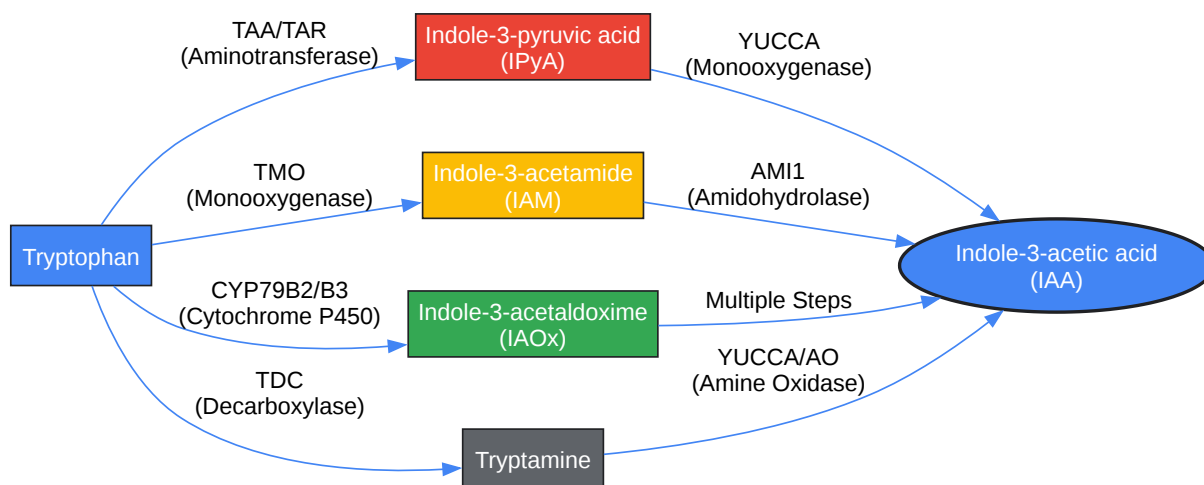 TAA/TAR
(Aminotransferase)
Indole-3-pyruvic acid
(IPyA)
YUCCA
(Monooxygenase)
TMO
(Monooxygenase)
Indole-3-acetamide
(IAM)
AMI1
(Amidohydrolase)
Tryptophan
Indole-3-acetic acid
(IAA)
CYP79B2/B3
(Cytochrome P450)
Indole-3-acetaldoxime
(IAOx)
Multiple Steps
TDC
(Decarboxylase)
YUCCA/AO
(Amine Oxidase)
Tryptamine